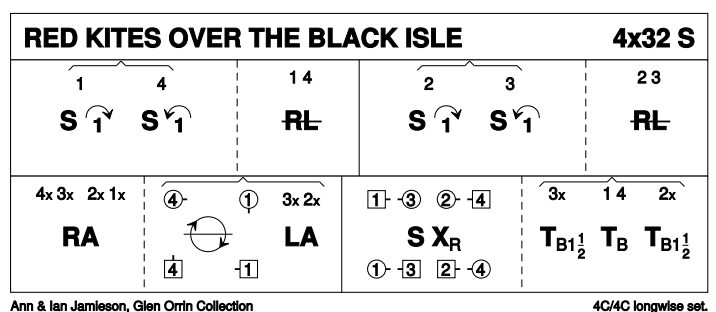 RED KITES OVER THE BLACK ISLE 4x32 S
1 4 1 4 2 3 2 3
S 1 S 1 RL S 1 S 1 RL
4x 3x 2x 1x 4 1 3x 2x 1 3 2 4 3x 1 4 2x
RA LA S XR TB1½ TB TB1½
4 1 1 3 2 4
Ann & Ian Jamieson, Glen Orrin Collection 4C/4C longwise set.